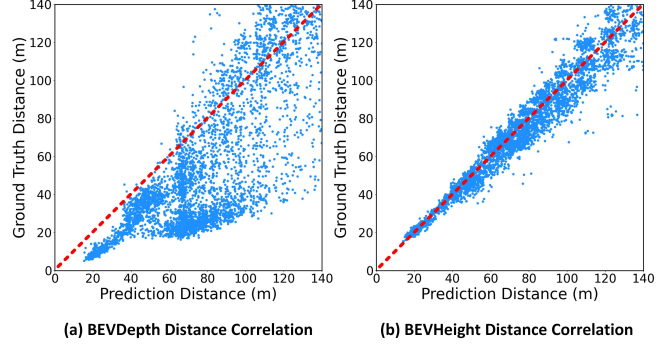 140
120
100
80
60
40
20
0
Ground Truth Distance (m)
0 20 40 60 80 100 120 140
Prediction Distance (m)
(a) BEVDepth Distance Correlation
140
120
100
80
60
40
20
0
Ground Truth Distance (m)
0 20 40 60 80 100 120 140
Prediction Distance (m)
(b) BEVHeight Distance Correlation